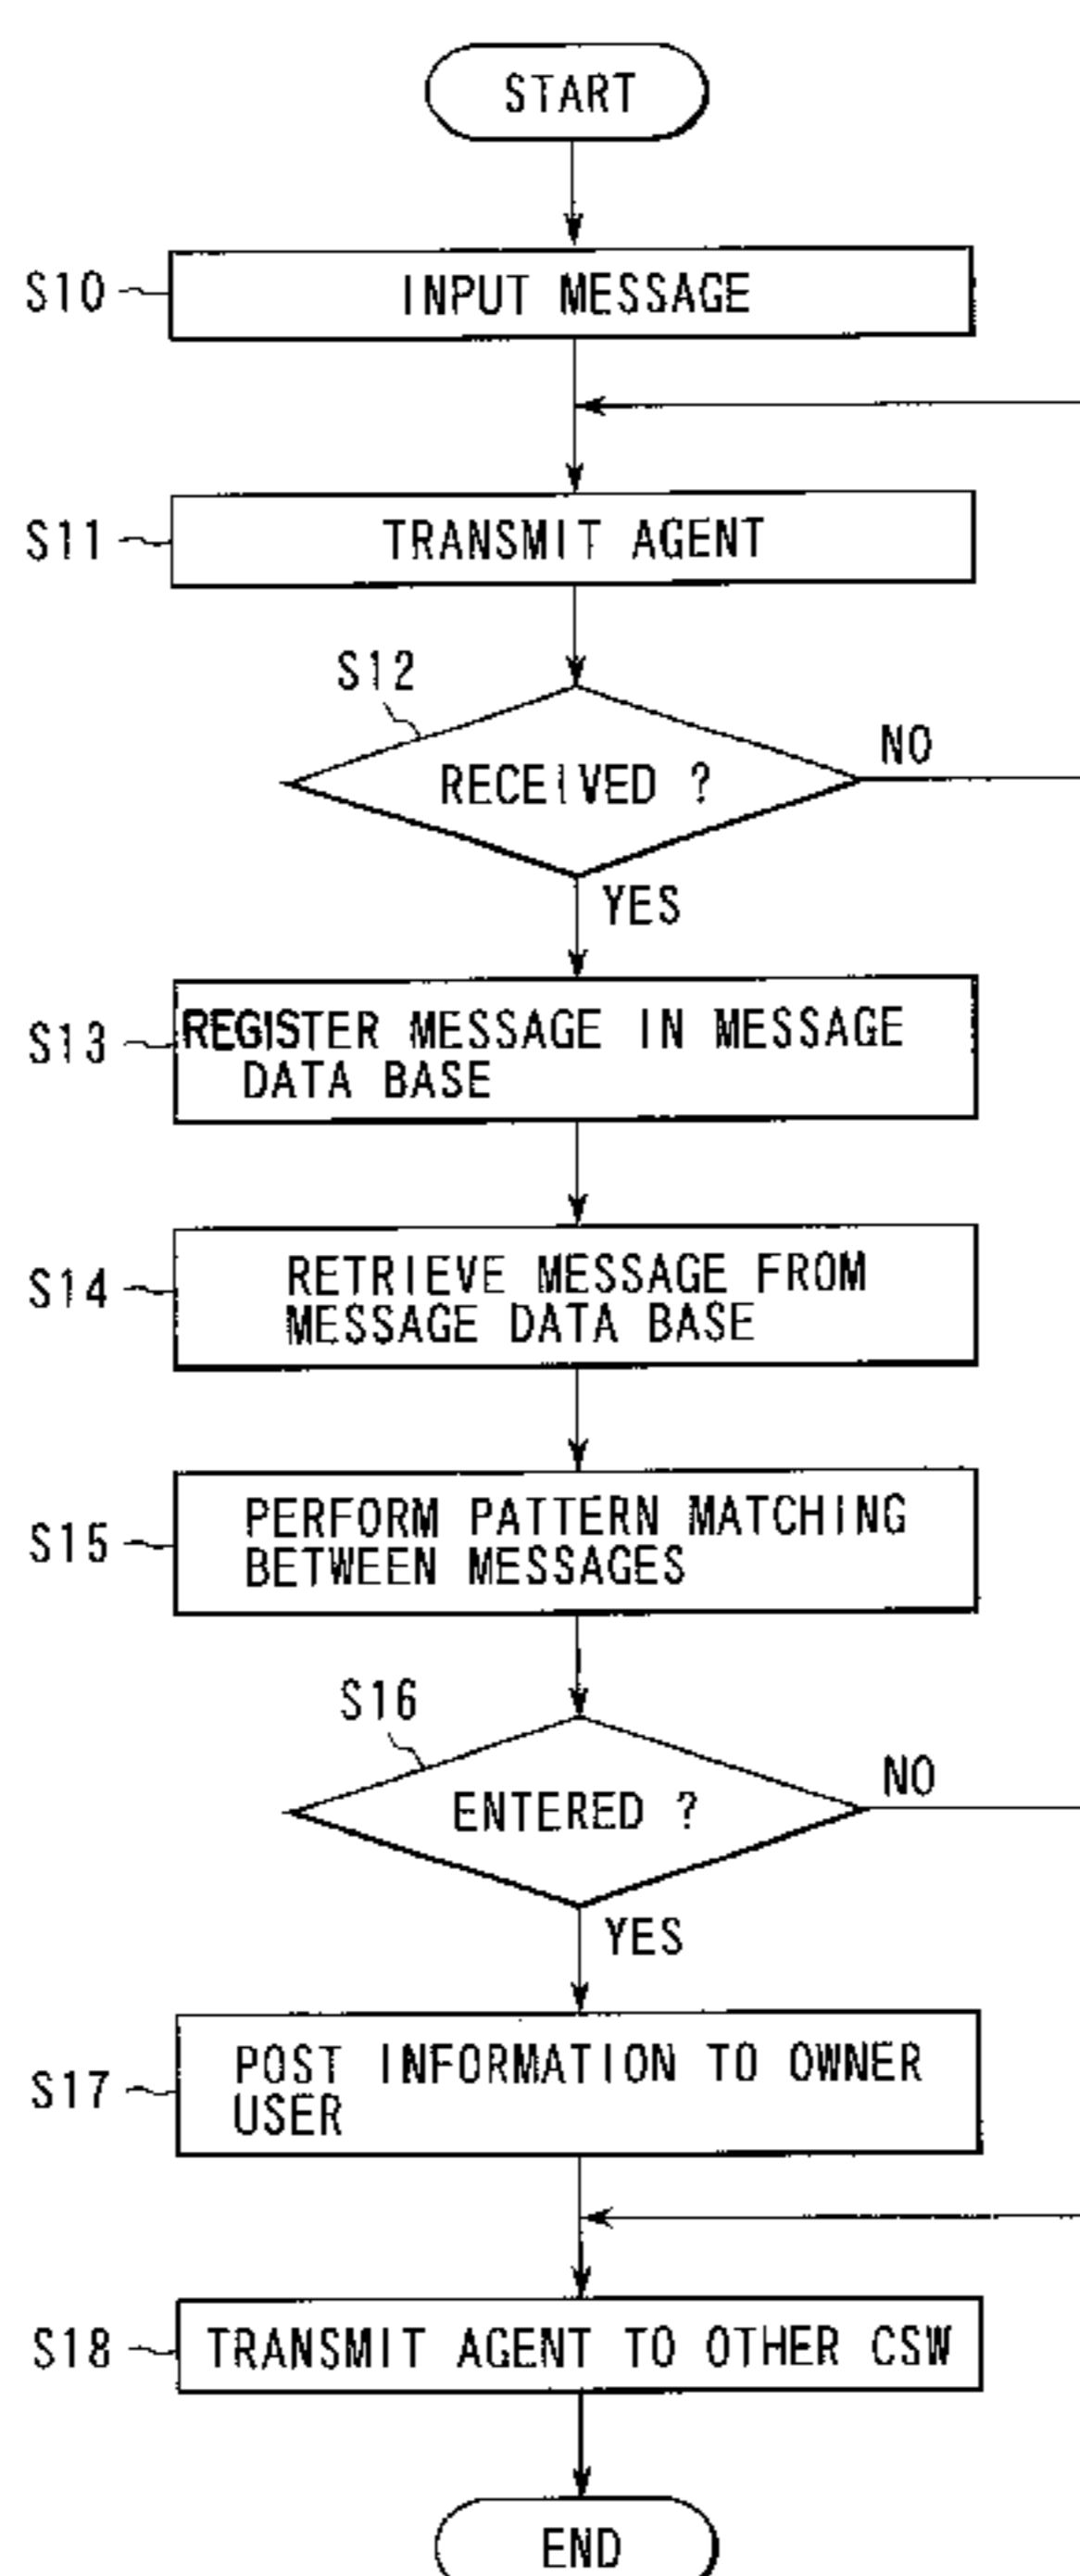 START
S10
INPUT MESSAGE
S11
TRANSMIT AGENT
S12
RECEIVED ?
NO
YES
S13
REGISTER MESSAGE IN MESSAGE
DATA BASE
S14
RETRIEVE MESSAGE FROM
MESSAGE DATA BASE
S15
PERFORM PATTERN MATCHING
BETWEEN MESSAGES
S16
ENTERED ?
NO
YES
S17
POST INFORMATION TO OWNER
USER
S18
TRANSMIT AGENT TO OTHER CSW
END